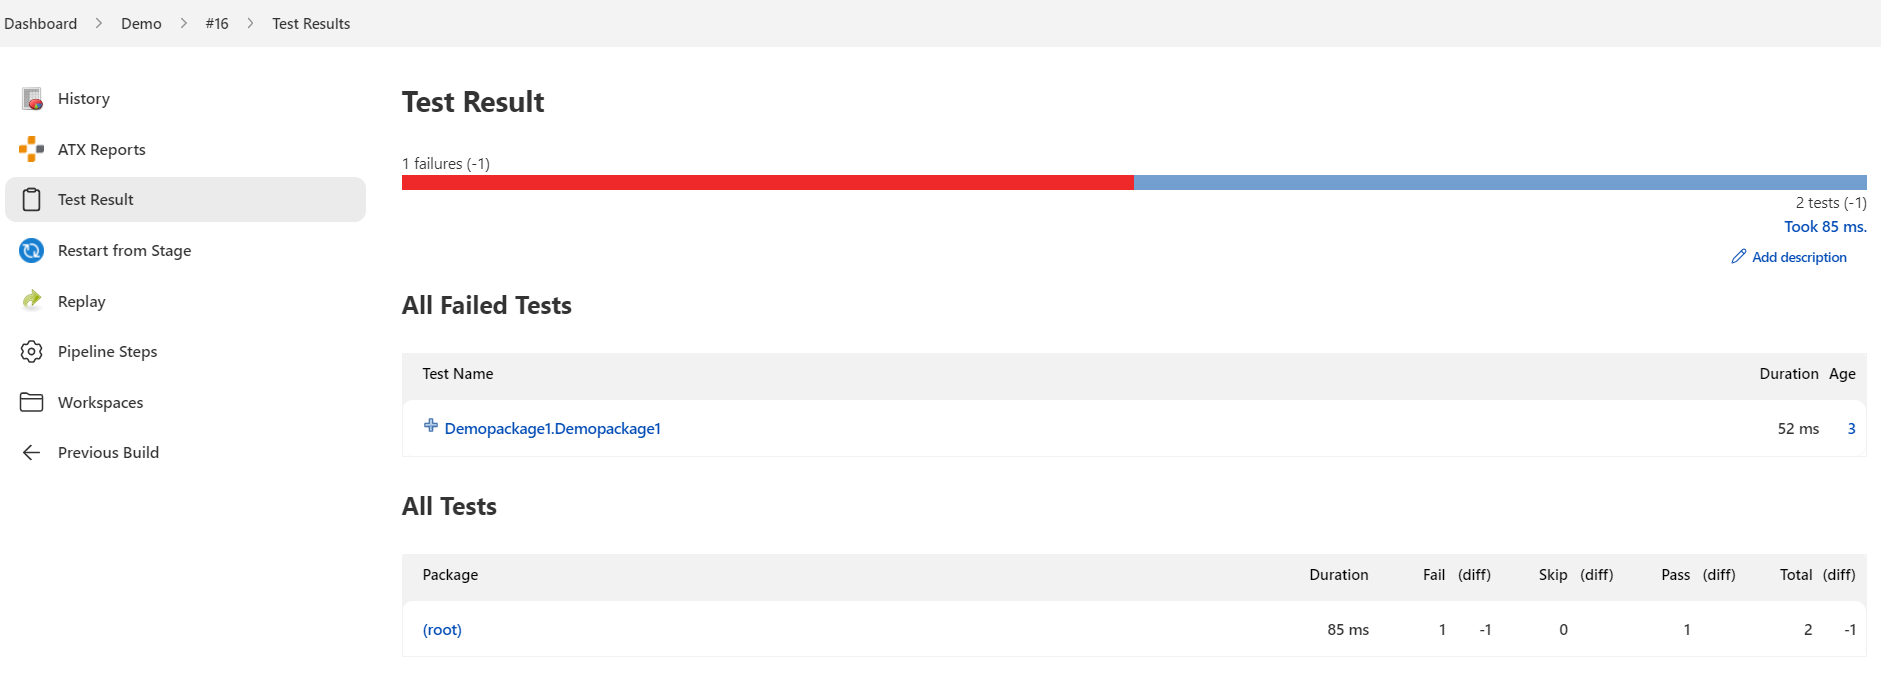 Dashboard > Demo > #16 > Test Results
History
ATX Reports
Test Result
Restart from Stage
Replay
Pipeline Steps
Workspaces
Previous Build
Test Result
1 failures (-1)
2 tests (-1)
Took 85 ms.
Add description
All Failed Tests
Test Name Duration Age
Demopackage1.Demopackage1 52 ms 3
All Tests
Package Duration Fail (diff) Skip (diff) Pass (diff) Total (diff)
(root) 85 ms 1 -1 0 1 2 -1